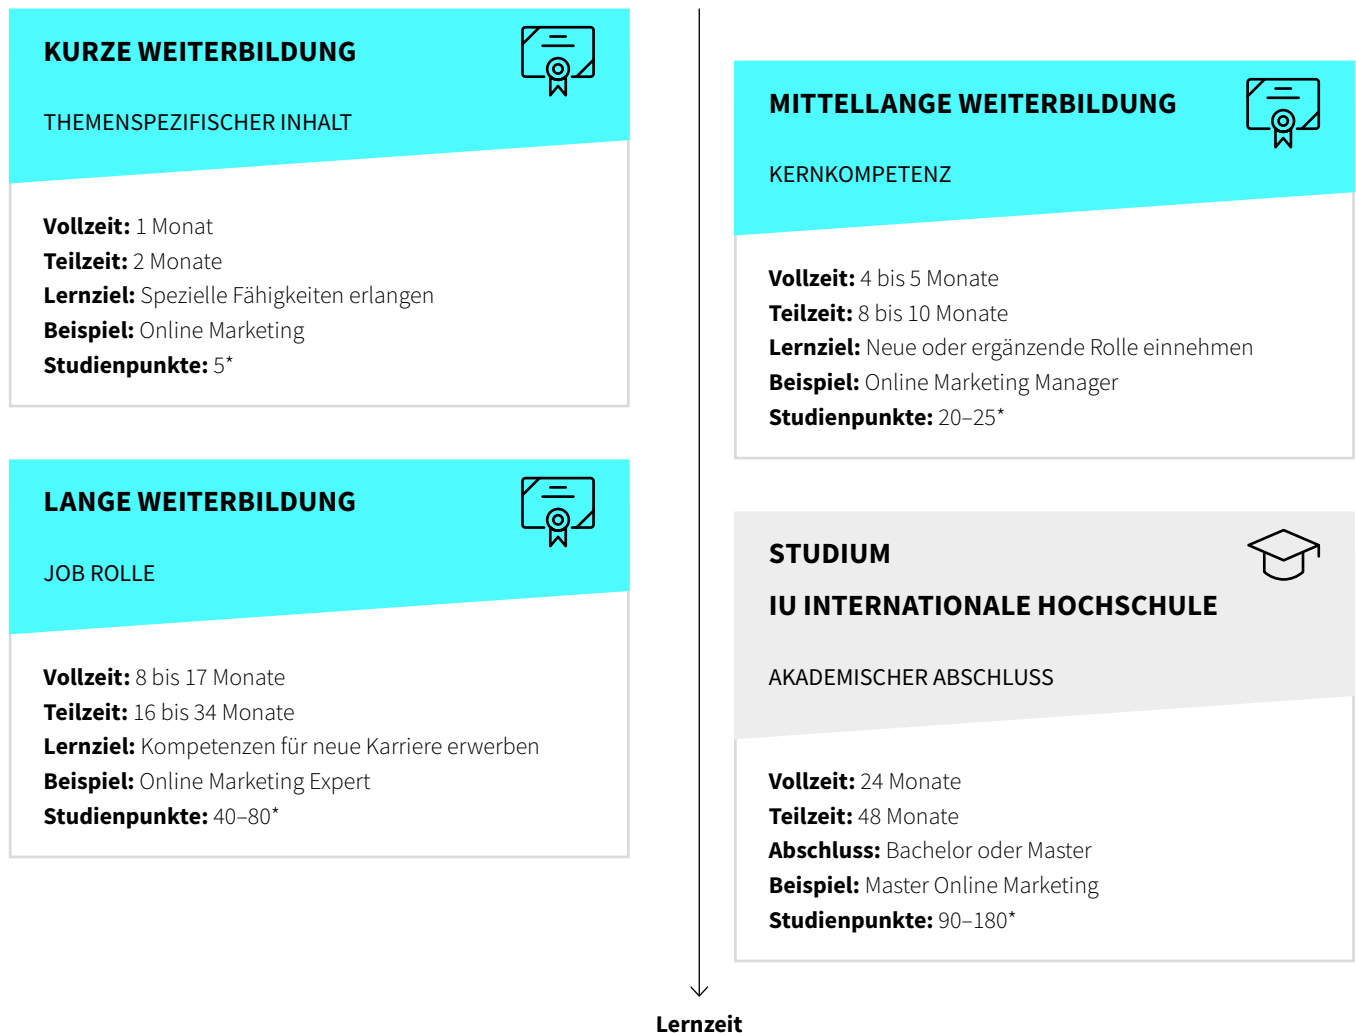 KURZE WEITERBILDUNG
THEMENSPEZIFISCHER INHALT
Vollzeit: 1 Monat
Teilzeit: 2 Monate
Lernziel: Spezielle Fähigkeiten erlangen
Beispiel: Online Marketing
Studienpunkte: 5*
MITTELLANGE WEITERBILDUNG
KERNKOMPETENZ
Vollzeit: 4 bis 5 Monate
Teilzeit: 8 bis 10 Monate
Lernziel: Neue oder ergänzende Rolle einnehmen
Beispiel: Online Marketing Manager
Studienpunkte: 20–25*
LANGE WEITERBILDUNG
JOB ROLLE
Vollzeit: 8 bis 17 Monate
Teilzeit: 16 bis 34 Monate
Lernziel: Kompetenzen für neue Karriere erwerben
Beispiel: Online Marketing Expert
Studienpunkte: 40–80*
STUDIUM
IU INTERNATIONALE HOCHSCHULE
AKADEMISCHER ABSCHLUSS
Vollzeit: 24 Monate
Teilzeit: 48 Monate
Abschluss: Bachelor oder Master
Beispiel: Master Online Marketing
Studienpunkte: 90–180*
Lernzeit